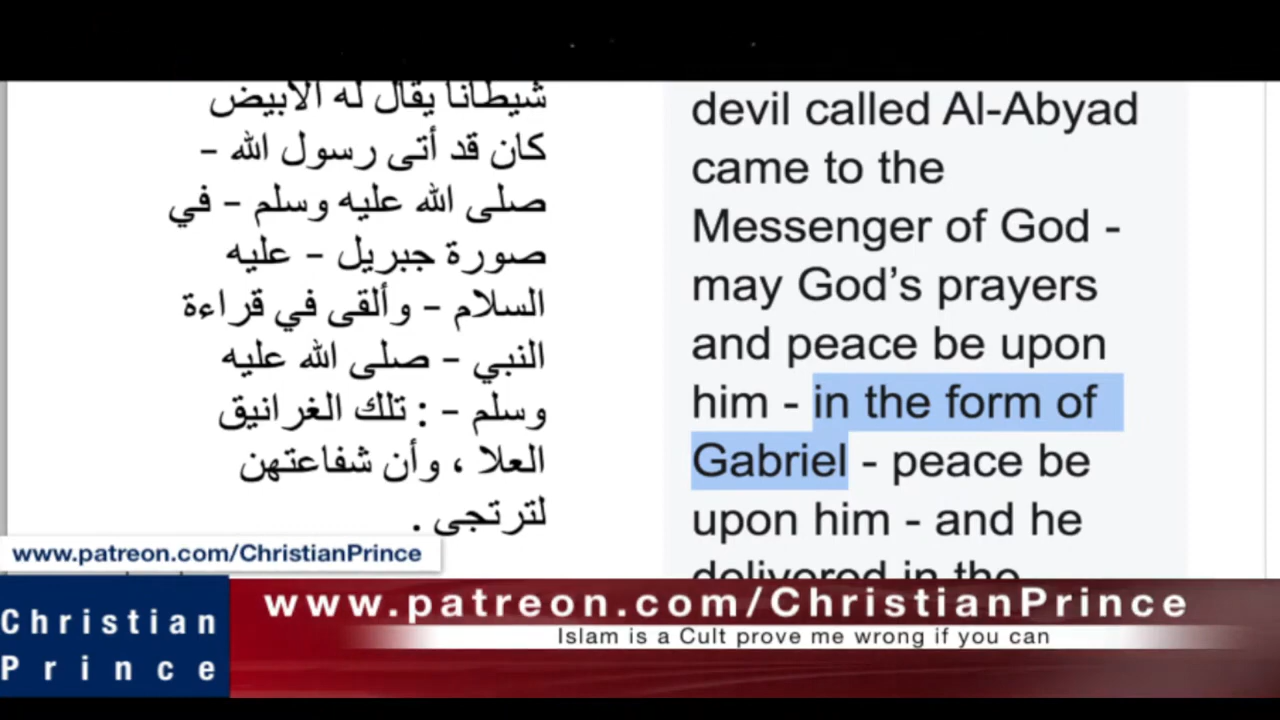 شيطانا يقال له الأبيض
كان قد أتى رسول الله -
صلى الله عليه وسلم - في
صورة جبريل - عليه
السلام - وألقى في قراءة
النبي - صلى الله عليه
وسلم - : تلك الغرانيق
العلا ، وأن شفاعتهن
لترتجى .
devil called Al-Abyad
came to the
Messenger of God -
may God’s prayers
and peace be upon
him - in the form of
Gabriel - peace be
upon him - and he
delivered in the
www.patreon.com/ChristianPrince
Christian
Prince
www.patreon.com/ChristianPrince
Islam is a Cult prove me wrong if you can